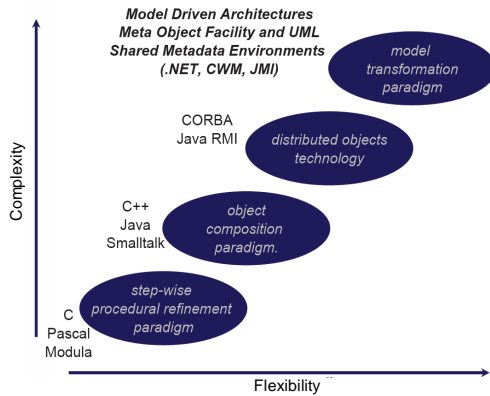 Model Driven Architectures
Meta Object Facility and UML
Shared Metadata Environments
(.NET, CWM, JMI)
model
transformation
paradigm
CORBA
Java RMI
distributed objects
technology
C++
Java
Smalltalk
object
composition
paradigm.
step-wise
procedural refinement
paradigm
C
Pascal
Modula
Complexity
Flexibility